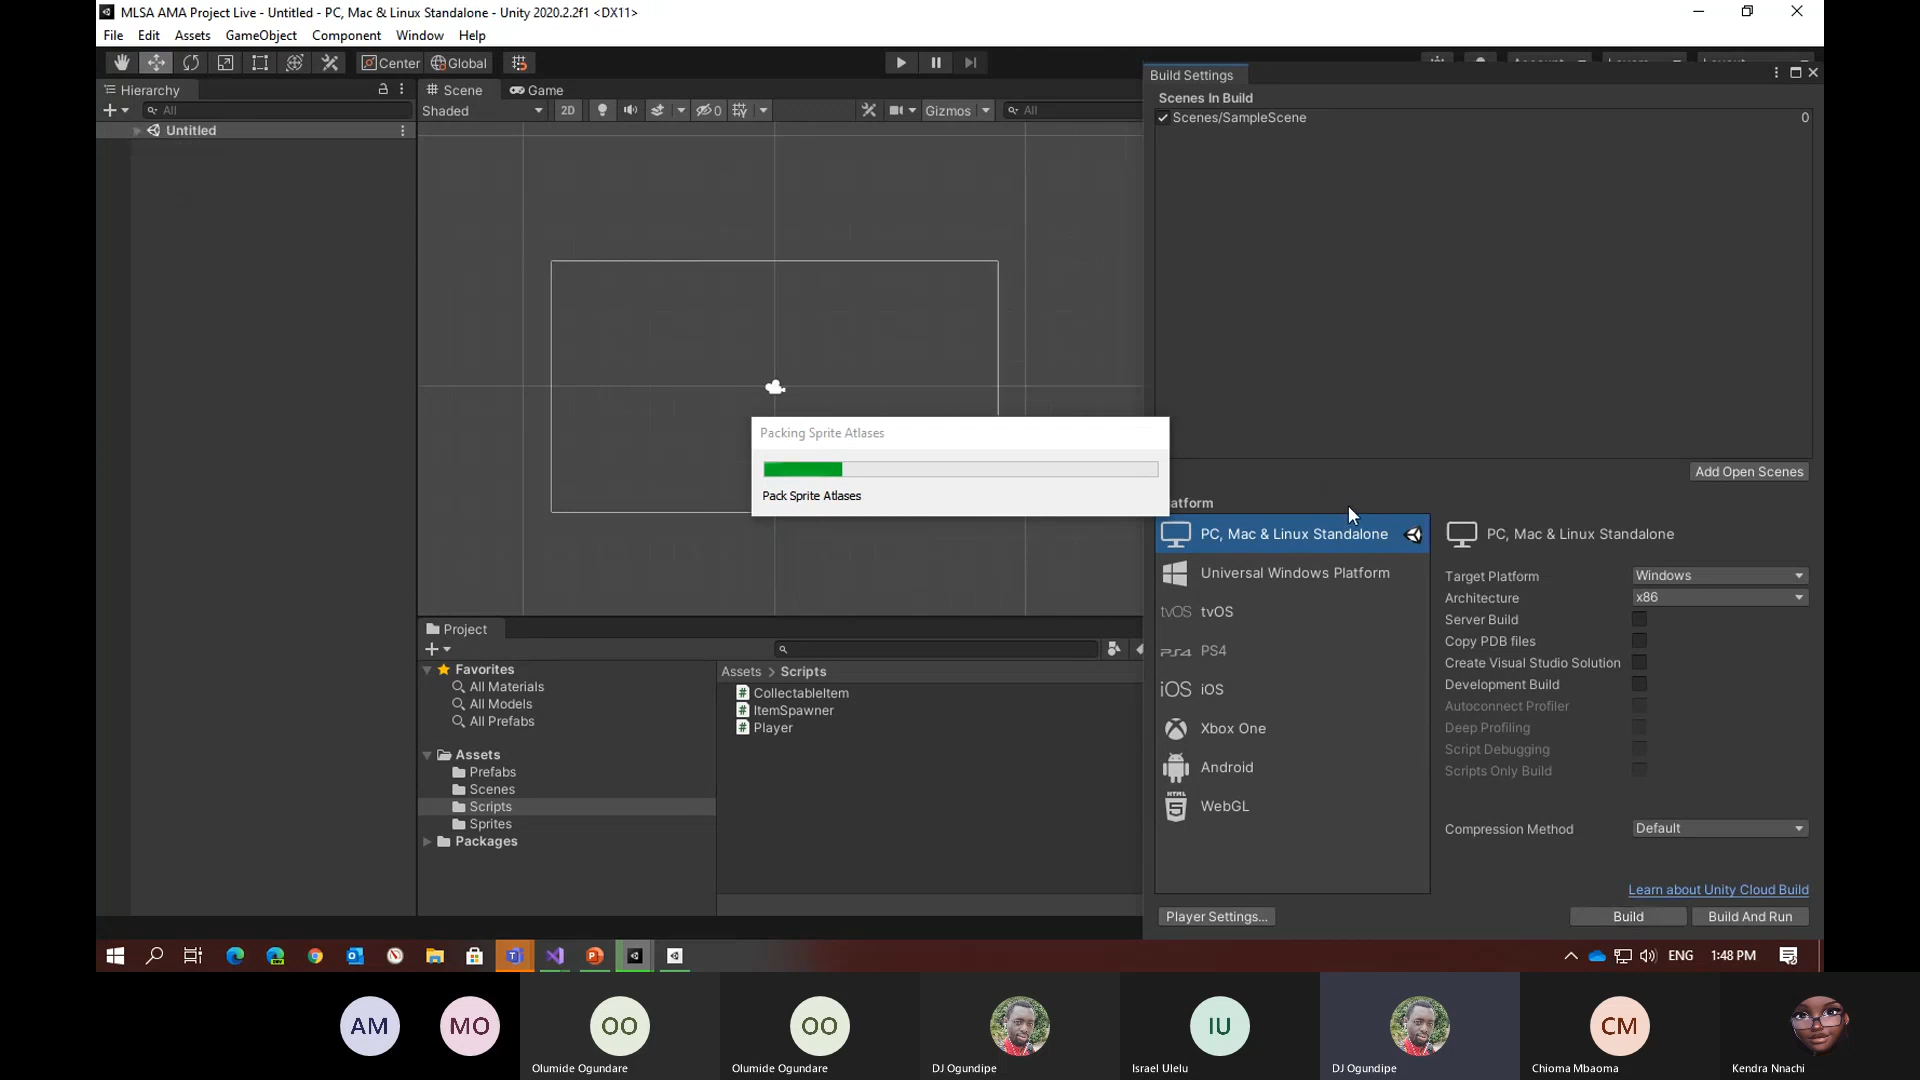 MLSA AMA Project Live - Untitled - PC, Mac & Linux Standalone - Unity 2020.2.2f1 <DX11>
File Edit Assets GameObject Component Window Help
Center Global
Hierarchy
All
Untitled
Scene Game
Shaded 2D 0 Gizmos All
Build Settings
Scenes In Build
Scenes/SampleScene 0
Packing Sprite Atlases
Pack Sprite Atlases
Add Open Scenes
atform
PC, Mac & Linux Standalone
Universal Windows Platform
tvOS tvOS
PS4
iOS iOS
Xbox One
Android
HTML 5 WebGL
PC, Mac & Linux Standalone
Target Platform Windows
Architecture x86
Server Build
Copy PDB files
Create Visual Studio Solution
Development Build
Autoconnect Profiler
Deep Profiling
Script Debugging
Scripts Only Build
Compression Method Default
Learn about Unity Cloud Build
Player Settings... Build Build And Run
Project
Favorites
All Materials
All Models
All Prefabs
Assets
Prefabs
Scenes
Scripts
Sprites
Packages
Assets > Scripts
CollectableItem
ItemSpawner
Player
ENG 1:48 PM
AM MO OO OO IU CM
Olumide Ogundare Olumide Ogundare DJ Ogundipe Israel Ulelu DJ Ogundipe Chioma Mbaoma Kendra Nnachi